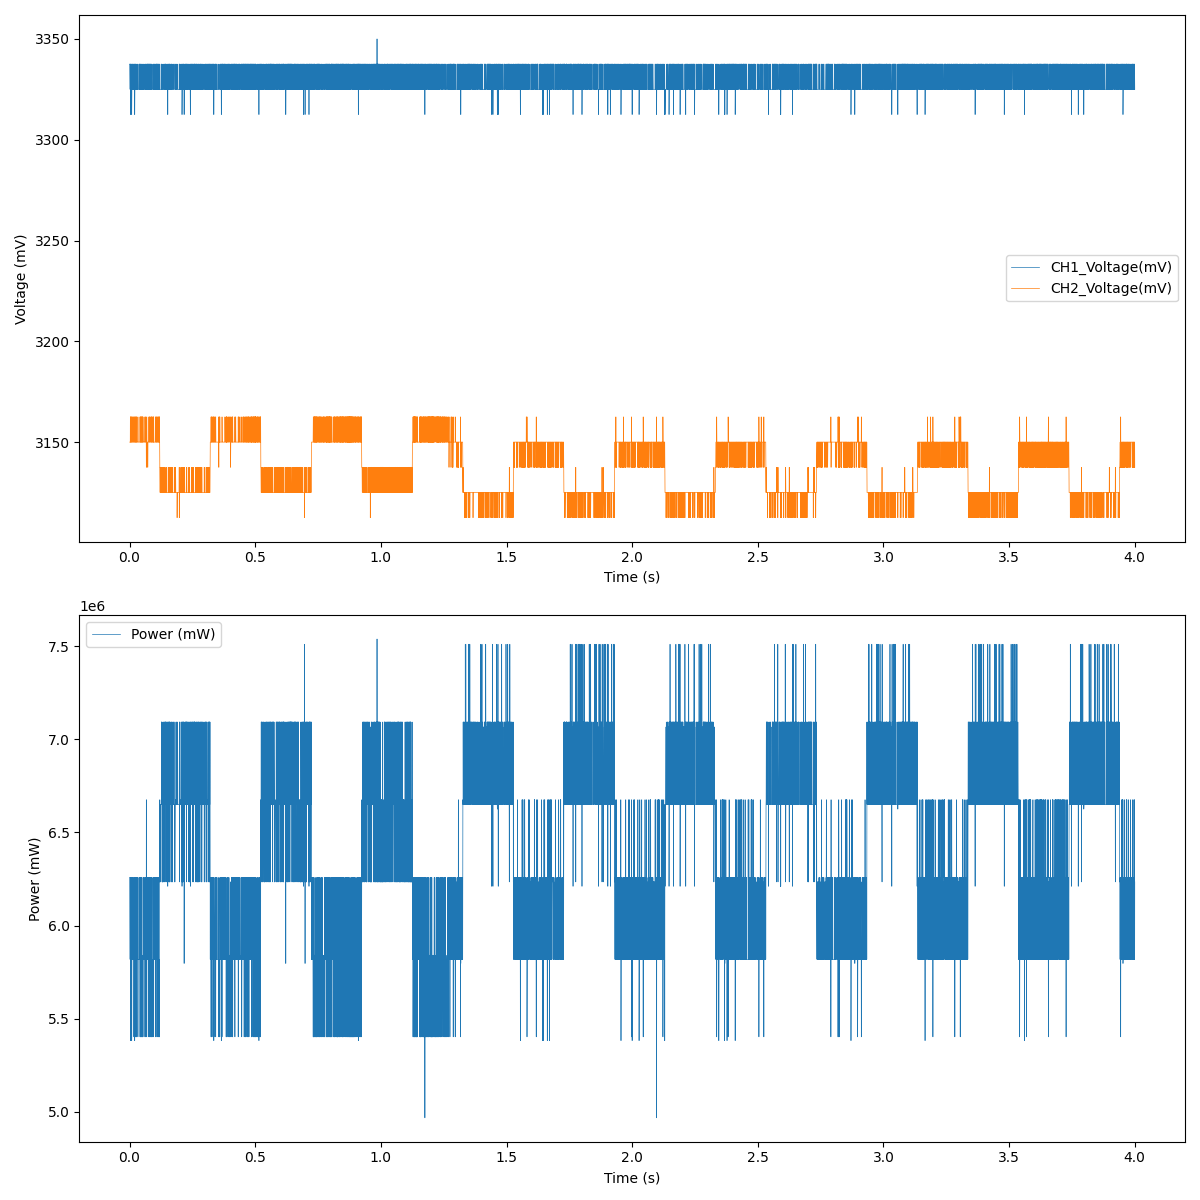 3350
3300
3250
3200
3150
Voltage (mV)
CH1_Voltage(mV)
CH2_Voltage(mV)
0.0 0.5 1.0 1.5 2.0 2.5 3.0 3.5 4.0
Time (s)
1e6
Power (mW)
7.5
7.0
6.5
6.0
5.5
5.0
Power (mW)
0.0 0.5 1.0 1.5 2.0 2.5 3.0 3.5 4.0
Time (s)